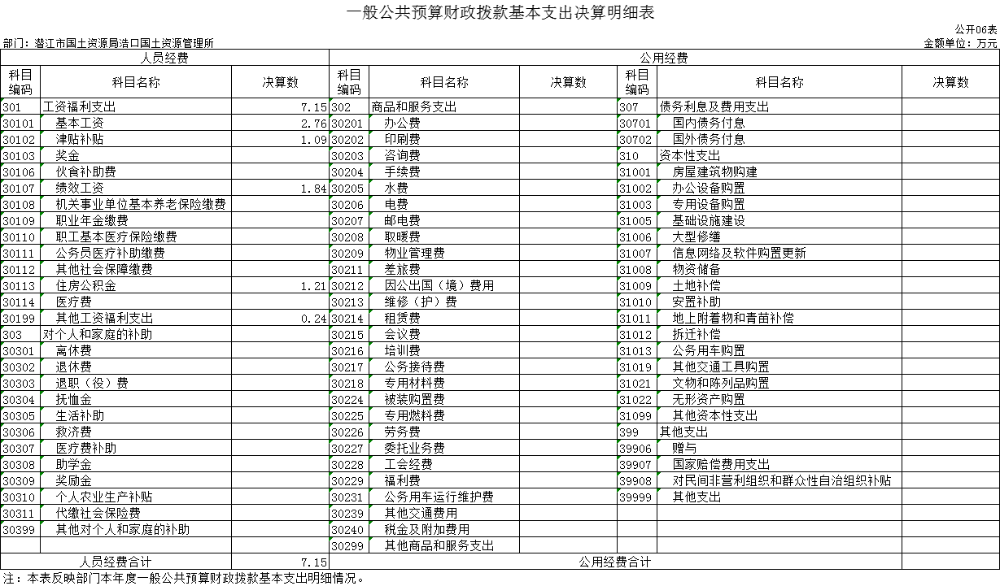 一般公共预算财政拨款基本支出决算明细表
公开06表
部门：潜江市国土资源局浩口国土资源管理所 金额单位：万元
人员经费 公用经费
科目编码 科目名称 决算数 科目编码 科目名称 决算数 科目编码 科目名称 决算数
301 工资福利支出 7.15 302 商品和服务支出 307 债务利息及费用支出
30101 基本工资 2.76 30201 办公费 30701 国内债务付息
30102 津贴补贴 1.09 30202 印刷费 30702 国外债务付息
30103 奖金 30203 咨询费 310 资本性支出
30106 伙食补助费 30204 手续费 31001 房屋建筑物购建
30107 绩效工资 1.84 30205 水费 31002 办公设备购置
30108 机关事业单位基本养老保险缴费 30206 电费 31003 专用设备购置
30109 职业年金缴费 30207 邮电费 31005 基础设施建设
30110 职工基本医疗保险缴费 30208 取暖费 31006 大型修缮
30111 公务员医疗补助缴费 30209 物业管理费 31007 信息网络及软件购置更新
30112 其他社会保障缴费 30211 差旅费 31008 物资储备
30113 住房公积金 1.21 30212 因公出国（境）费用 31009 土地补偿
30114 医疗费 30213 维修（护）费 31010 安置补助
30199 其他工资福利支出 0.24 30214 租赁费 31011 地上附着物和青苗补偿
303 对个人和家庭的补助 30215 会议费 31012 拆迁补偿
30301 离休费 30216 培训费 31013 公务用车购置
30302 退休费 30217 公务接待费 31019 其他交通工具购置
30303 退职（役）费 30218 专用材料费 31021 文物和陈列品购置
30304 抚恤金 30224 被装购置费 31022 无形资产购置
30305 生活补助 30225 专用燃料费 31099 其他资本性支出
30306 救济费 30226 劳务费 399 其他支出
30307 医疗费补助 30227 委托业务费 39906 赠与
30308 助学金 30228 工会经费 39907 国家赔偿费用支出
30309 奖励金 30229 福利费 39908 对民间非营利组织和群众性自治组织补贴
30310 个人农业生产补贴 30231 公务用车运行维护费 39999 其他支出
30311 代缴社会保险费 30239 其他交通费用
30399 其他对个人和家庭的补助 30240 税金及附加费用
30299 其他商品和服务支出
人员经费合计 7.15 公用经费合计
注：本表反映部门本年度一般公共预算财政拨款基本支出明细情况。